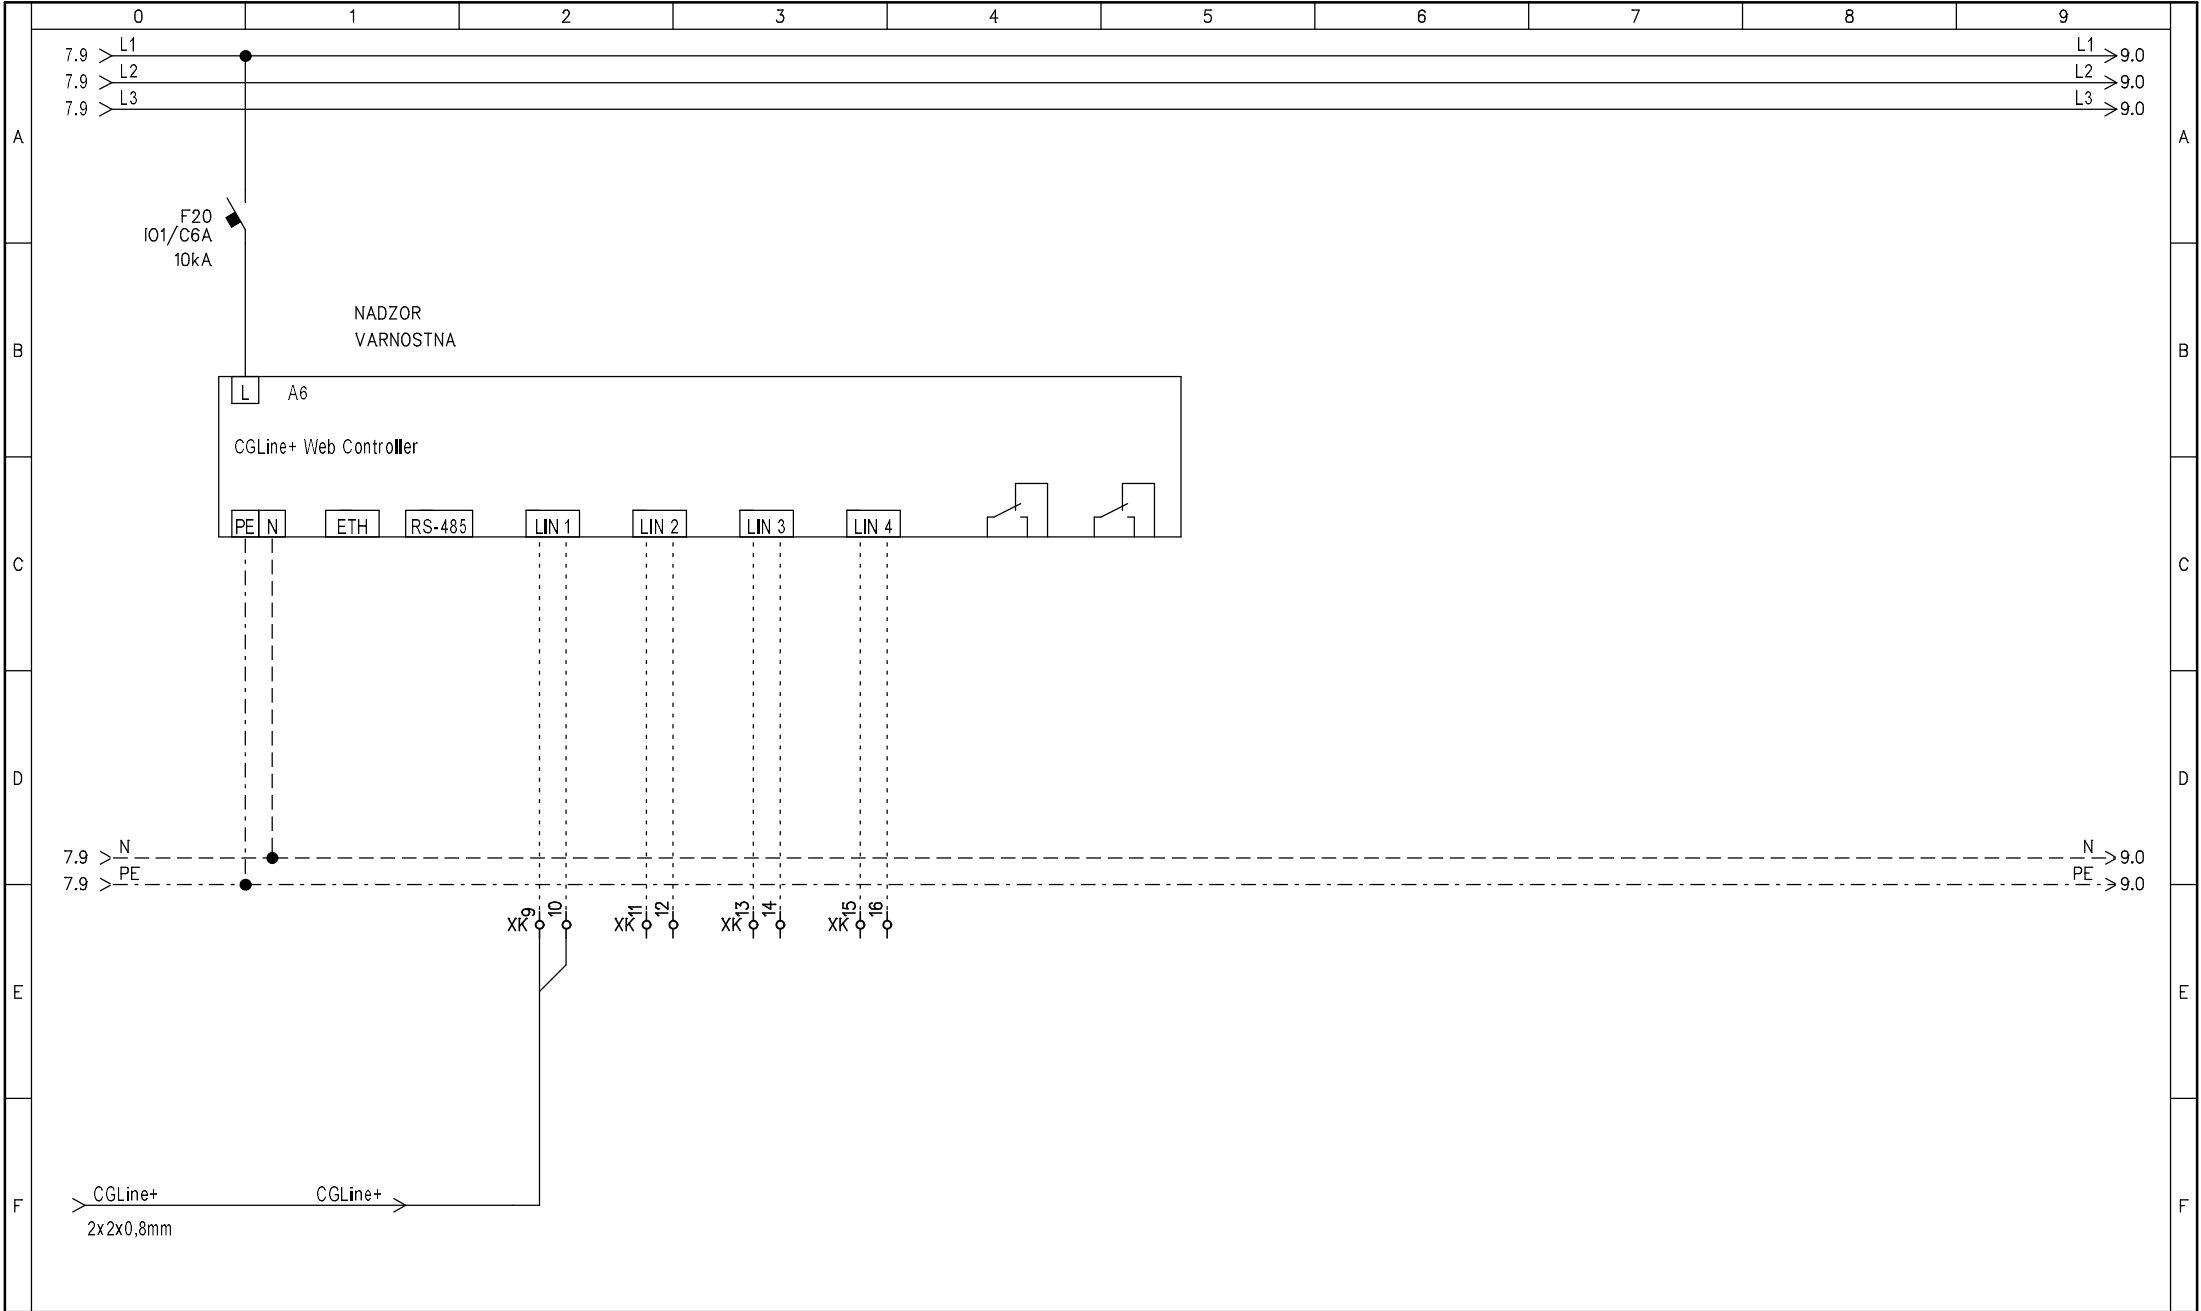 0 1 2 3 4 5 6 7 8 9
7.9 L1 L1 9.0
7.9 L2 L2 9.0
7.9 L3 L3 9.0
A A
F20
I01/C6A
10kA
NADZOR
VARNOSTNA
B B
L A6
CGLine+ Web Controller
PE N ETH RS-485 LIN 1 LIN 2 LIN 3 LIN 4
C C
D D
7.9 N N 9.0
7.9 PE PE 9.0
XK 9 10 XK 11 12 XK 13 14 XK 15 16
E E
CGLine+ CGLine+
F F
2x2x0,8mm